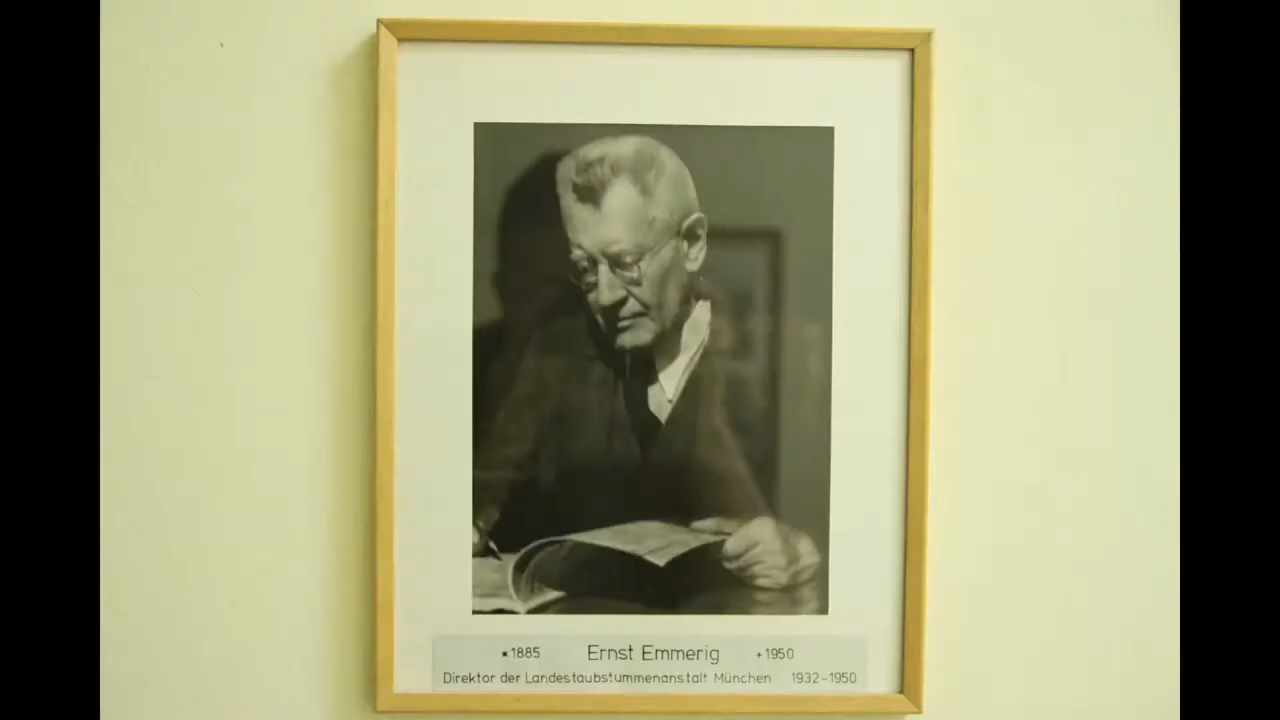 *1885 Ernst Emmerig +1950
Direktor der Landestaubstummenanstalt München 1932-1950